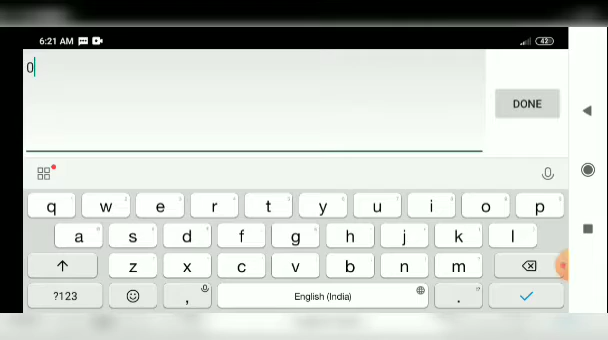 6:21 AM
42
0
DONE
q w e r t y u i o p
a s d f g h j k l
z x c v b n m
?123 , English (India) .